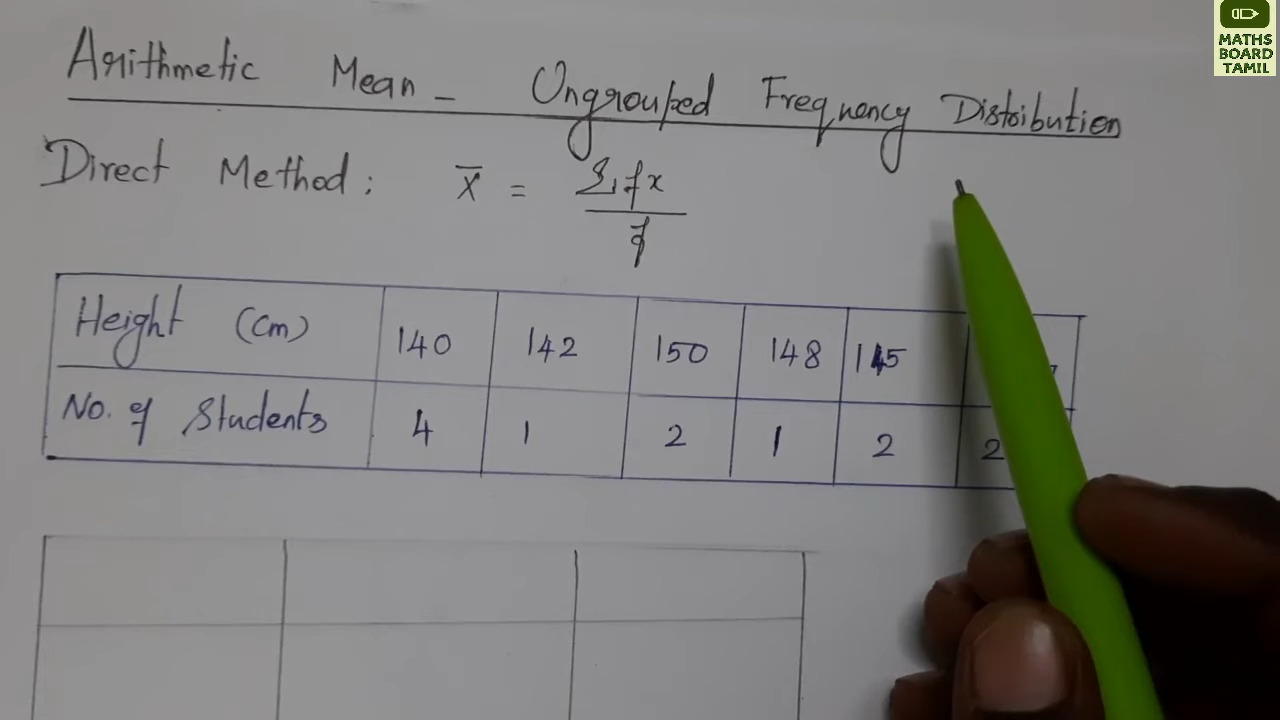 MATHS
BOARD
TAMIL
Arithmetic Mean - Ungrouped Frequency Distribution
Direct Method : x̄ = Σfx
f
Height (Cm) 140 142 150 148 145
No. of Students 4 1 2 1 2 2